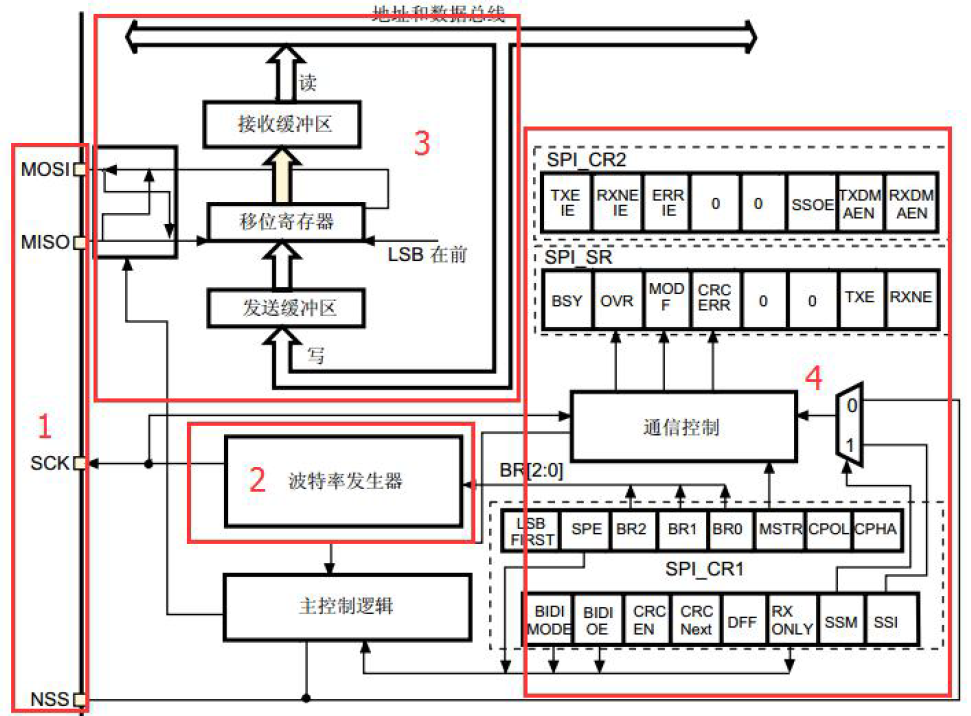 地址和数据总线
读
接收缓冲区
3
MOSI
移位寄存器
MISO
LSB 在前
发送缓冲区
写
1
SCK
2
波特率发生器
主控制逻辑
NSS
SPI_CR2
TXE IE
RXNE IE
ERR IE
0
0
SSOE
TXDM AEN
RXDM AEN
SPI_SR
BSY
OVR
MOD F
CRC ERR
0
0
TXE
RXNE
4
通信控制
0
1
BR[2:0]
LSB FIRST
SPE
BR2
BR1
BR0
MSTR
CPOL
CPHA
SPI_CR1
BIDI MODE
BIDI OE
CRC EN
CRC Next
DFF
RX ONLY
SSM
SSI